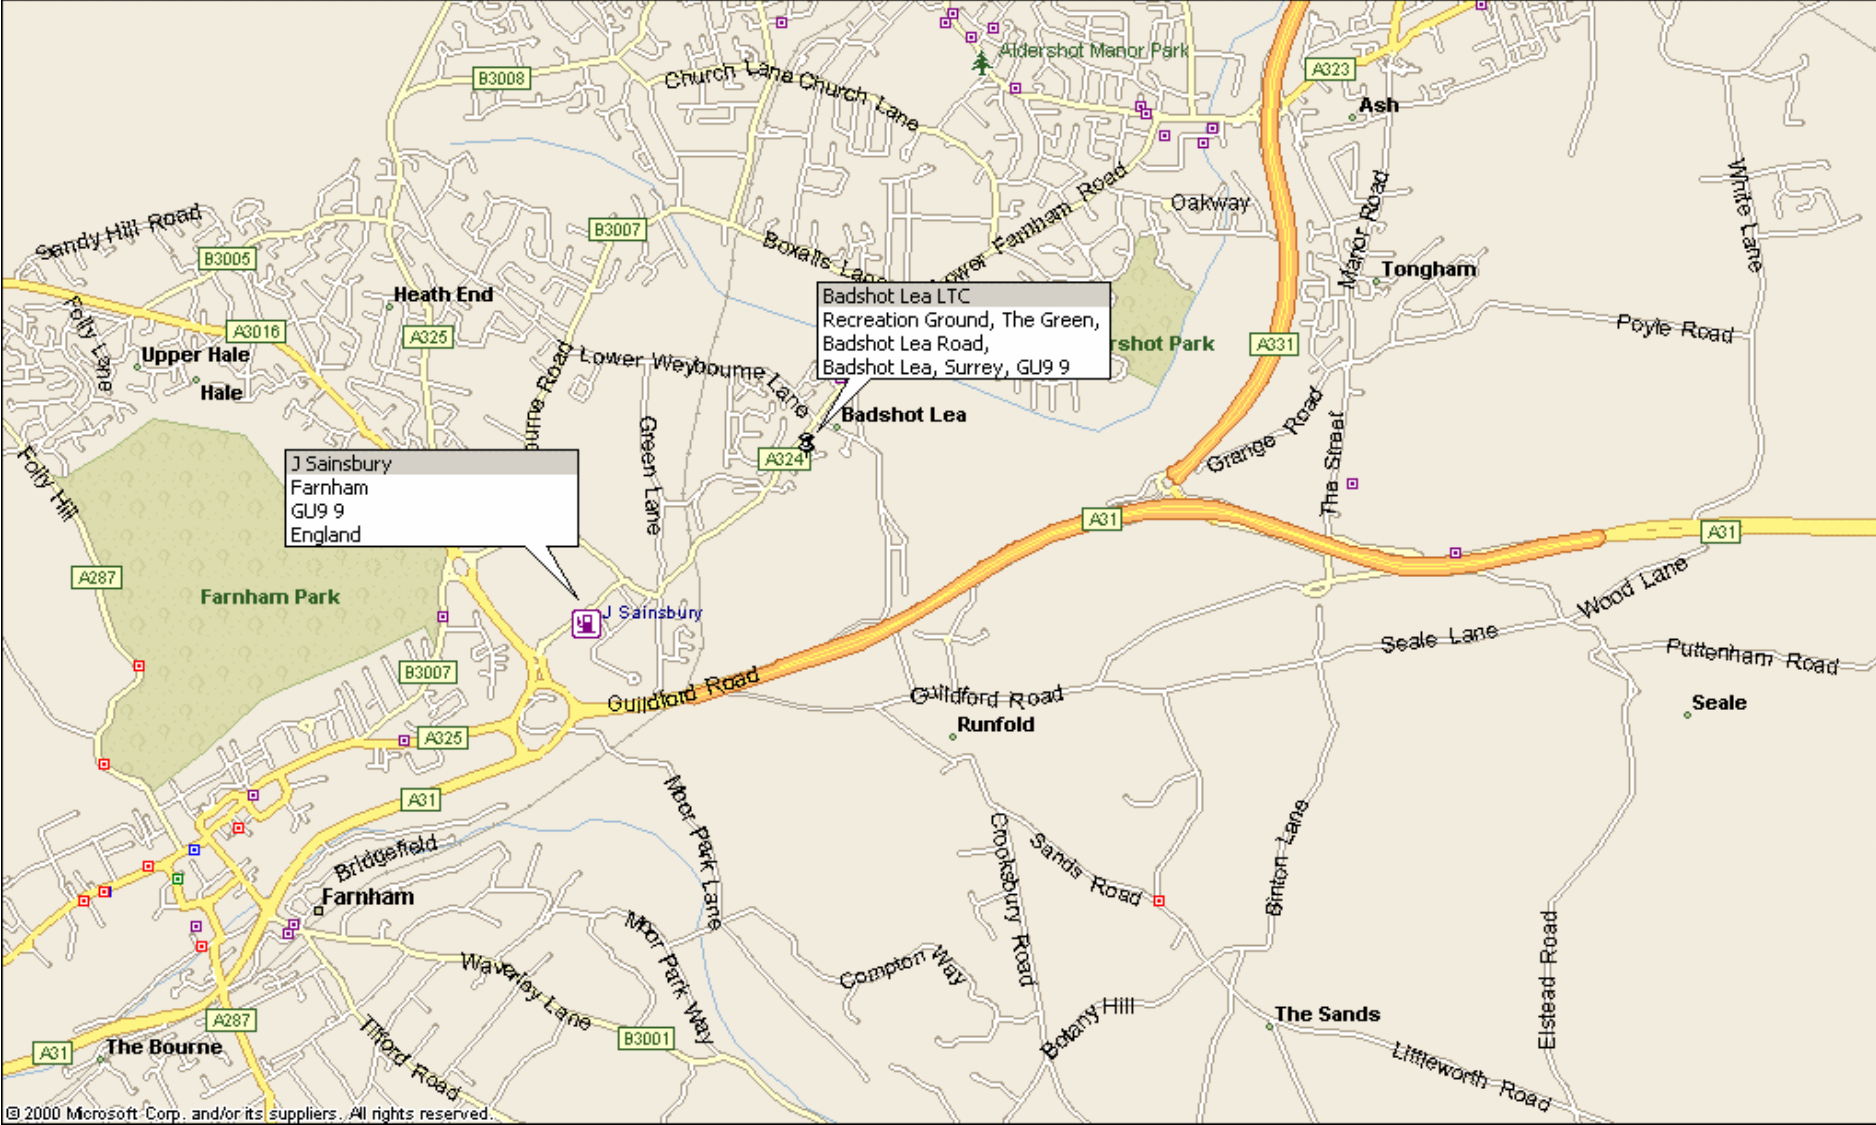 Aldershot Manor Park
A323
B3008
Church Lane
Church Lane
Ash
White Lane
Manor Road
Oakway
Farnham Road
Lower
Sandy Hill Road
B3007
B3005
Boxalls Lane
Tongham
Heath End
Folly Lane
A3016
A325
Badshot Lea LTC
Recreation Ground, The Green,
Badshot Lea Road,
Badshot Lea, Surrey, GU9 9
rshot Park
A331
Poyle Road
Upper Hale
Hale
ourne Road
Lower Weybourne Lane
Badshot Lea
Green Lane
A324
Grange Road
The Street
Folly Hill
J Sainsbury
Farnham
GU9 9
England
A31
A31
A287
Farnham Park
J Sainsbury
Wood Lane
Seale Lane
Puttenham Road
B3007
Guildford Road
Guildford Road
Runfold
Seale
A325
A31
Moor Park Lane
Bridgefield
Crooksbury Road
Sands Road
Binton Lane
Farnham
Moor Park Way
Elstead Road
Waverley Lane
Compton Way
Botany Hill
The Sands
A287
B3001
A31
The Bourne
Tilford Road
Littleworth Road
© 2000 Microsoft Corp. and/or its suppliers. All rights reserved.